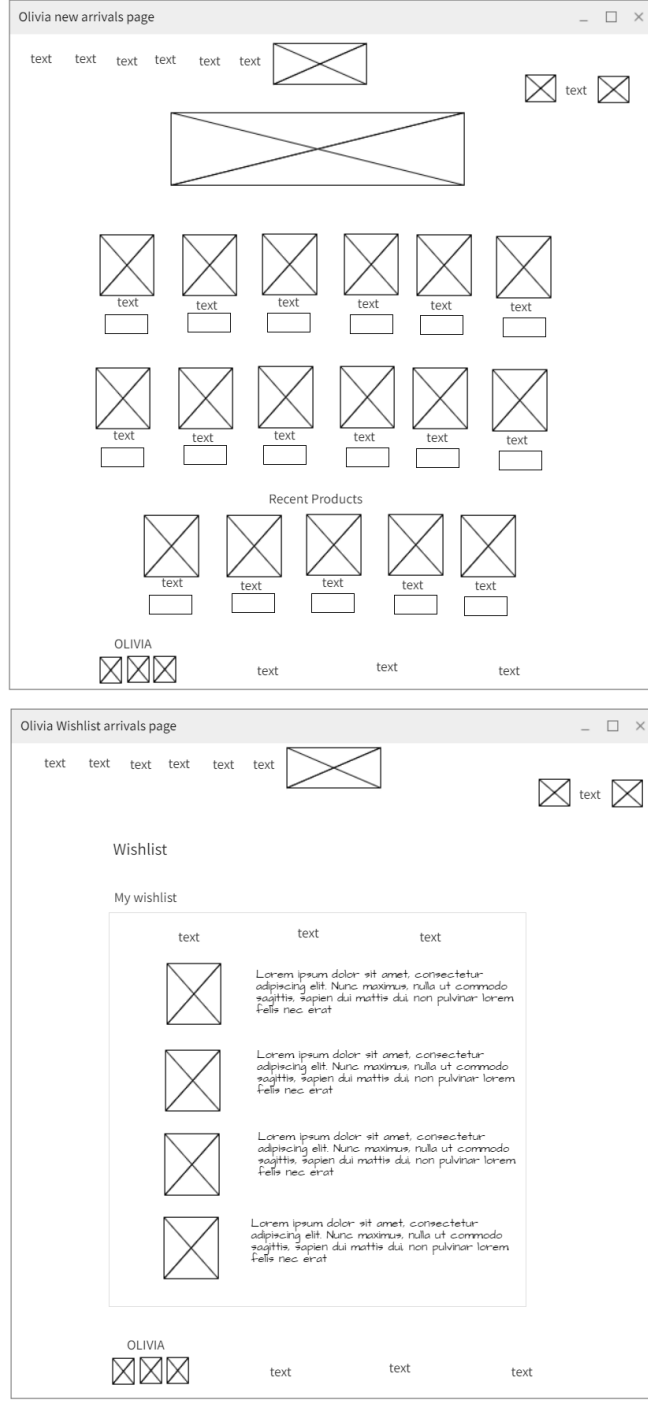 Olivia new arrivals page
text text text text text text
text
text text text text text text
text text text text text text
Recent Products
text text text text text
OLIVIA
text text text
Olivia Wishlist arrivals page
text text text text text text
text
Wishlist
My wishlist
text text text
Lorem ipsum dolor sit amet, consectetur
adipiscing elit. Nunc maximus, nulla ut commodo
sagittis, sapien dui mattis dui, non pulvinar lorem
felis nec erat
Lorem ipsum dolor sit amet, consectetur
adipiscing elit. Nunc maximus, nulla ut commodo
sagittis, sapien dui mattis dui, non pulvinar lorem
felis nec erat
Lorem ipsum dolor sit amet, consectetur
adipiscing elit. Nunc maximus, nulla ut commodo
sagittis, sapien dui mattis dui, non pulvinar lorem
felis nec erat
Lorem ipsum dolor sit amet, consectetur
adipiscing elit. Nunc maximus, nulla ut commodo
sagittis, sapien dui mattis dui, non pulvinar lorem
felis nec erat
OLIVIA
text text text